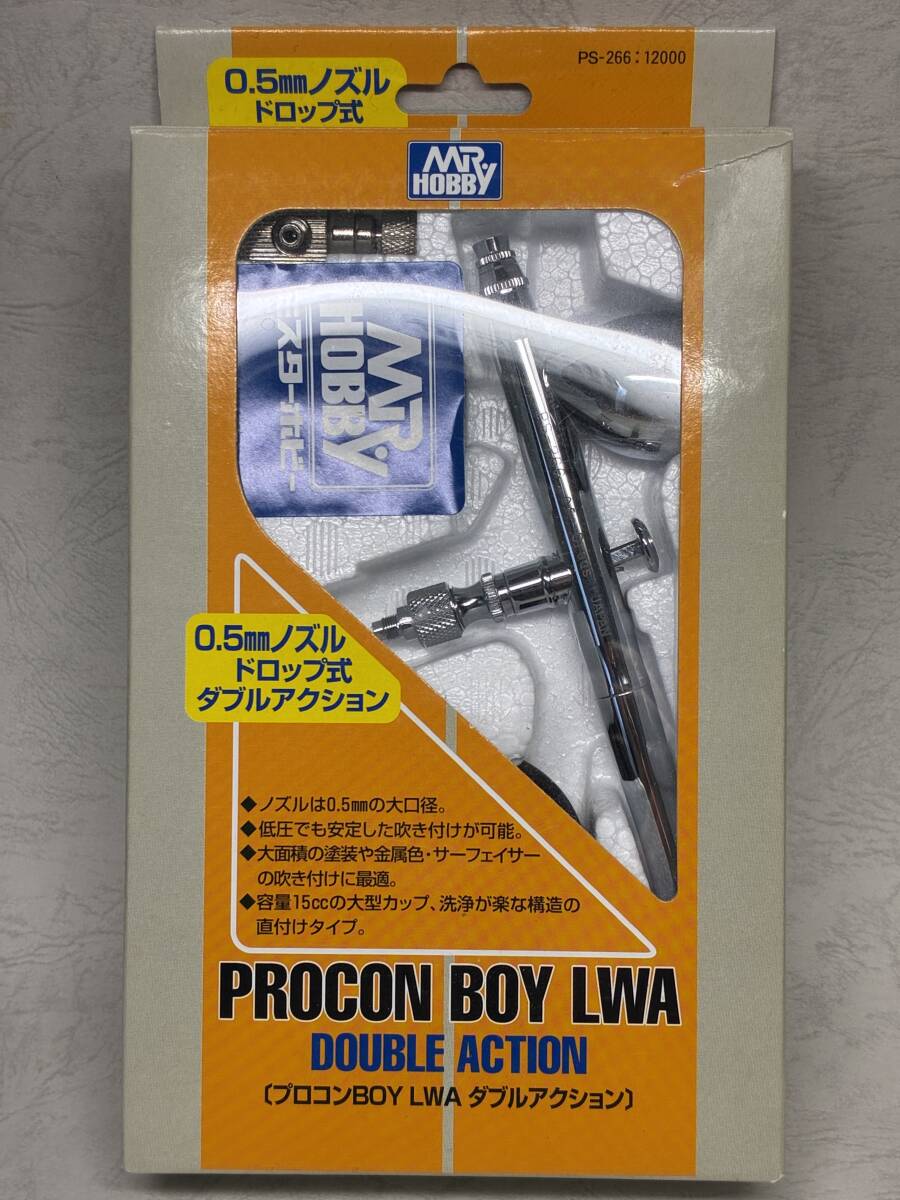 PS-266:12000
0.5mmノズル
ドロップ式
MR
HOBBY
MR
HOBBY
ミスターホビー
JAPAN
0.5mmノズル
ドロップ式
ダブルアクション
◆ノズルは0.5mmの大口径。
◆低圧でも安定した吹き付けが可能。
◆大面積の塗装や金属色・サーフェイサー
の吹き付けに最適。
◆容量15ccの大型カップ、洗浄が楽な構造の
直付けタイプ。
PROCON BOY LWA
DOUBLE ACTION
〔プロコンBOY LWA ダブルアクション〕